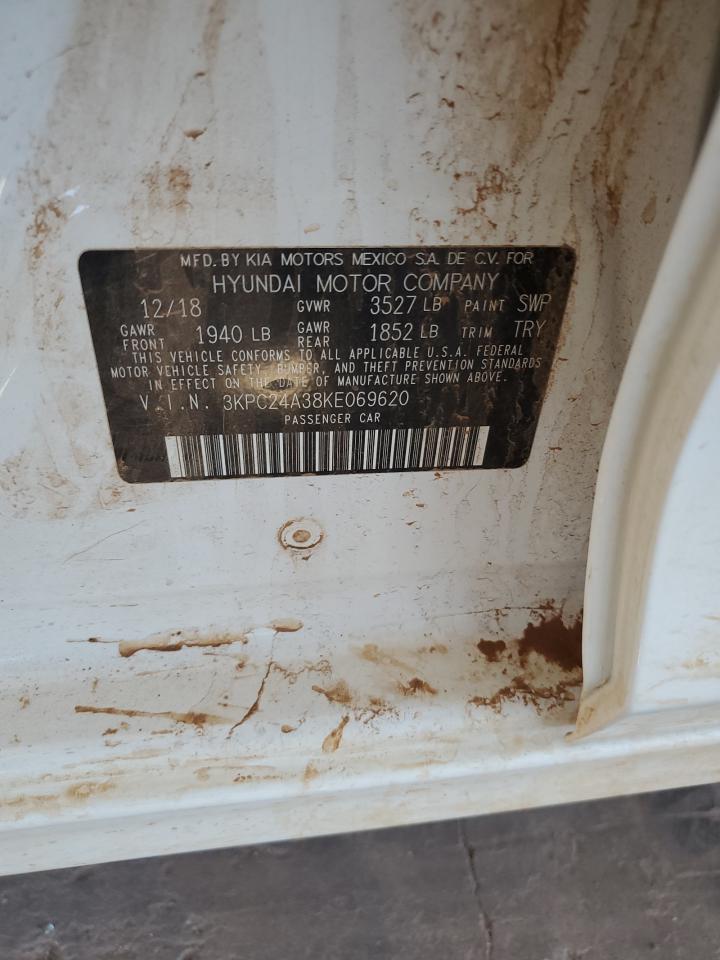 MFD. BY KIA MOTORS MEXICO S.A. DE C.V. FOR
HYUNDAI MOTOR COMPANY
12/18 GVWR 3527 LB PAINT SWP
GAWR FRONT 1940 LB GAWR REAR 1852 LB TRIM TRY
THIS VEHICLE CONFORMS TO ALL APPLICABLE U.S.A. FEDERAL
MOTOR VEHICLE SAFETY, BUMPER, AND THEFT PREVENTION STANDARDS
IN EFFECT ON THE DATE OF MANUFACTURE SHOWN ABOVE.
V. I. N. 3KPC24A38KE069620
PASSENGER CAR